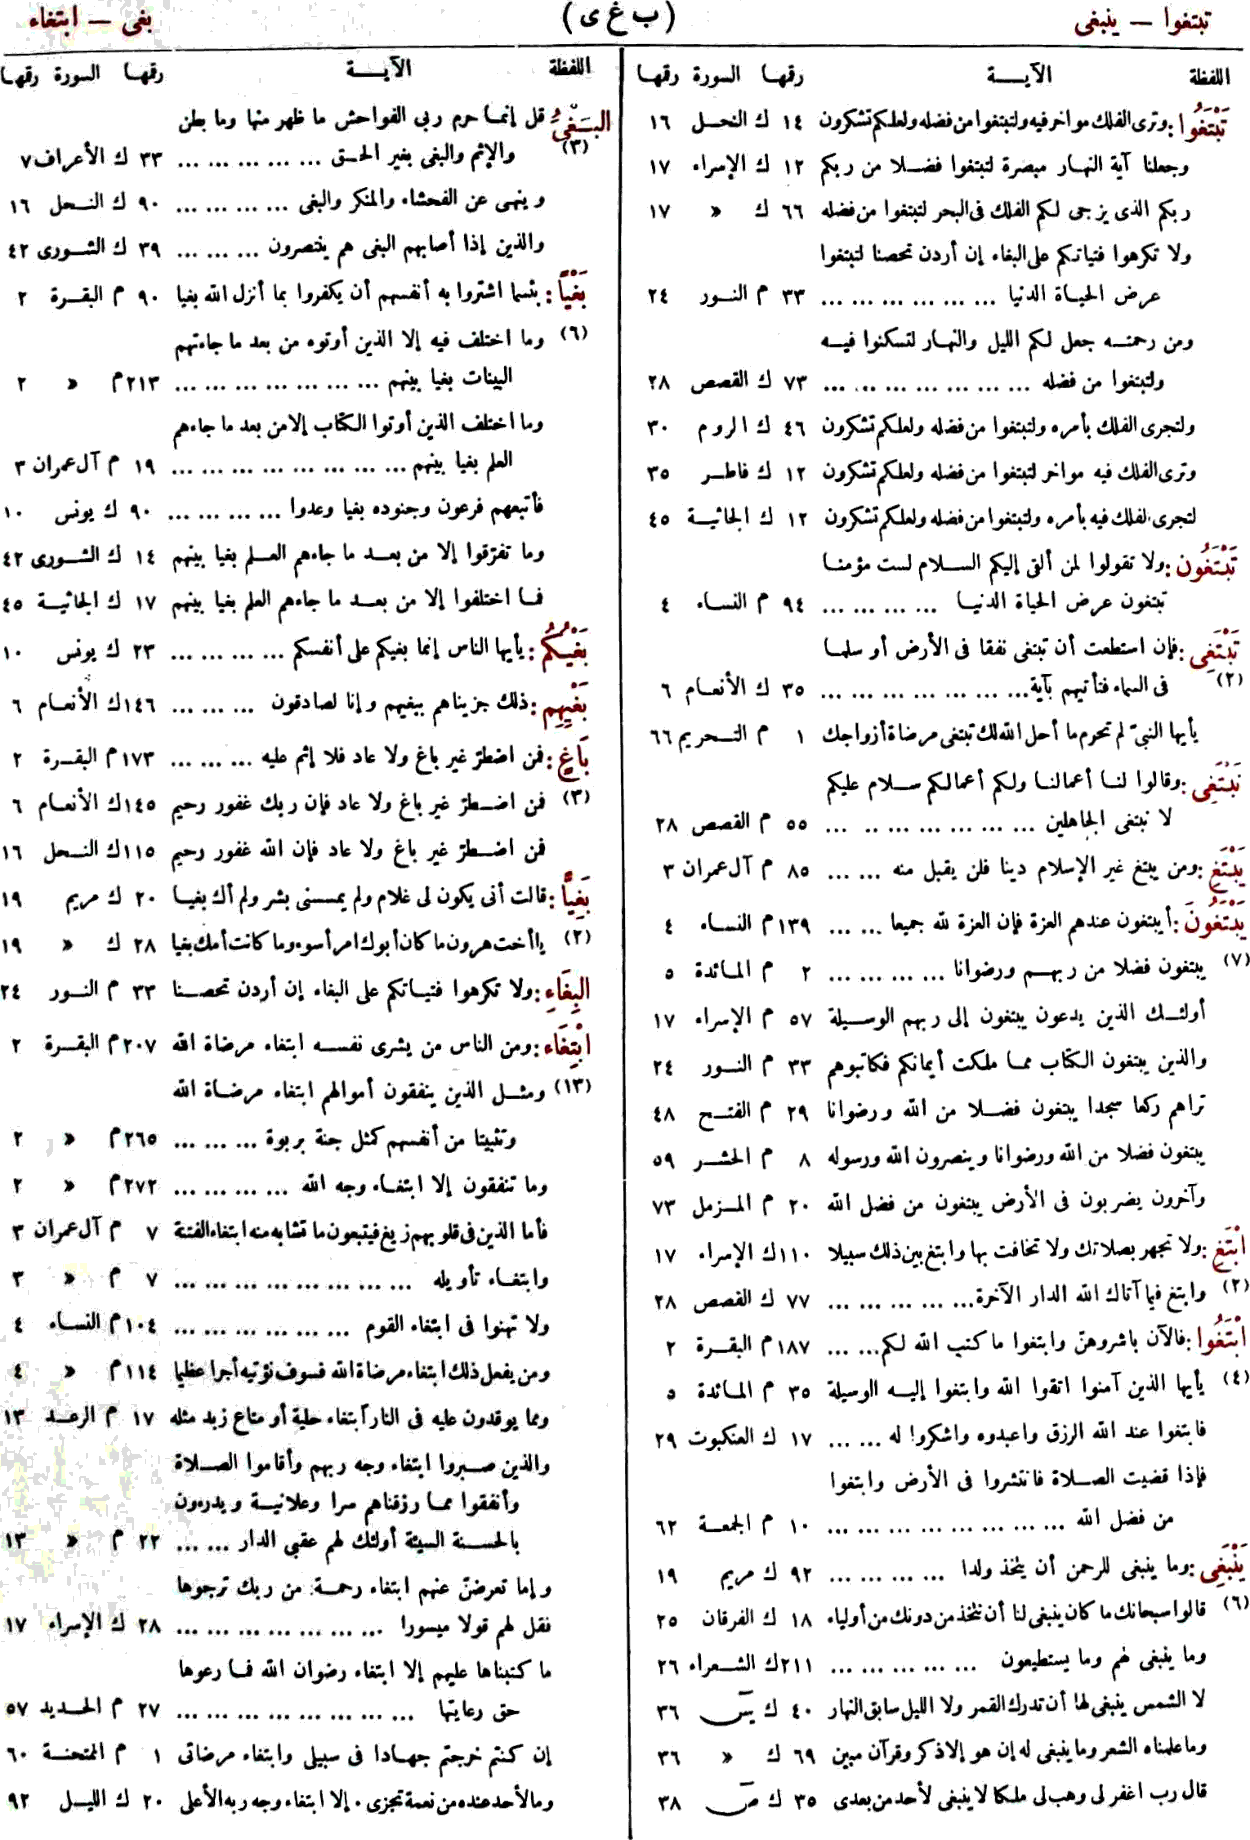 تبتغوا — ينبغى
(ب غ ى)
بغى — ابتغاء
اللفظة الآيــــة رقمها السورة رقمها
تَبْتَغُوا : وترى الفلك مواخر فيه ولتبتغوا من فضله ولعلكم تشكرون ١٤ ك النحل ١٦
وجعلنا آية النهار مبصرة لتبتغوا فضلا من ربكم ١٢ ك الإسراء ١٧
ربكم الذى يزجى لكم الفلك فى البحر لتبتغوا من فضله ٦٦ ك » ١٧
ولا تكرهوا فتياتكم على البغاء إن أردن تحصنا لتبتغوا
عرض الحياة الدنيا ... ... ... ... ... ... ٣٣ م النور ٢٤
ومن رحمته جعل لكم الليل والنهار لتسكنوا فيه
ولتبتغوا من فضله ... ... ... ... ... ... ٧٣ ك القصص ٢٨
ولتجرى الفلك بأمره ولتبتغوا من فضله ولعلكم تشكرون ٤٦ ك الروم ٣٠
وترى الفلك فيه مواخر لتبتغوا من فضله ولعلكم تشكرون ١٢ ك فاطر ٣٥
لتجرى الفلك فيه بأمره ولتبتغوا من فضله ولعلكم تشكرون ١٢ ك الجاثية ٤٥
تَبْتَغُون : ولا تقولوا لمن ألقى إليكم السلام لست مؤمنا
تبتغون عرض الحياة الدنيا ... ... ... ... ٩٤ م النساء ٤
تَبْتَغِى : فإن استطعت أن تبتغى نفقا فى الأرض أو سلما
(٢) فى السماء فتأتيهم بآية ... ... ... ... ... ... ٣٥ ك الأنعام ٦
يأيها النبىّ لم تحرم ما أحل الله لك تبتغى مرضاة أزواجك ١ م التحريم ٦٦
نَبْتَغِى : وقالوا لنا أعمالنا ولكم أعمالكم سلام عليكم
لا نبتغى الجاهلين ... ... ... ... ... ... ٥٥ م القصص ٢٨
يَبْتَغِ : ومن يبتغ غير الإسلام دينا فلن يقبل منه ... ... ٨٥ م آل عمران ٣
يَبْتَغُونَ : أيبتغون عندهم العزة فإن العزة لله جميعا ... ... ١٣٩ م النساء ٤
(٧) يبتغون فضلا من ربهم ورضوانا ... ... ... ... ٢ م المائدة ٥
أولئك الذين يدعون يبتغون إلى ربهم الوسيلة ٥٧ م الإسراء ١٧
والذين يبتغون الكتاب مما ملكت أيمانكم فكاتبوهم ٣٣ م النور ٢٤
تراهم ركعا سجدا يبتغون فضلا من الله ورضوانا ٢٩ م الفتح ٤٨
يبتغون فضلا من الله ورضوانا وينصرون الله ورسوله ٨ م الحشر ٥٩
وآخرون يضربون فى الأرض يبتغون من فضل الله ٢٠ م المزمل ٧٣
ابْتَغِ : ولا تجهر بصلاتك ولا تخافت بها وابتغ بين ذلك سبيلا ١١٠ ك الإسراء ١٧
(٢) وابتغ فيما آتاك الله الدار الآخرة ... ... ... ... ... ٧٧ ك القصص ٢٨
ابْتَغُوا : فالآن باشروهنّ وابتغوا ما كتب الله لكم ... ... ١٨٧ م البقرة ٢
(٤) يأيها الذين آمنوا اتقوا الله وابتغوا إليه الوسيلة ٣٥ م المائدة ٥
فابتغوا عند الله الرزق واعبدوه واشكروا له ... ... ١٧ ك العنكبوت ٢٩
فإذا قضيت الصلاة فانتشروا فى الأرض وابتغوا
من فضل الله ... ... ... ... ... ... ... ١٠ م الجمعة ٦٢
يَنْبَغِى : وما ينبغى للرحمن أن يتخذ ولدا ... ... ... ... ٩٢ ك مريم ١٩
(٦) قالوا سبحانك ما كان ينبغى لنا أن نتخذ من دونك من أولياء ١٨ ك الفرقان ٢٥
وما ينبغى لهم وما يستطيعون ... ... ... ... ... ٢١١ ك الشعراء ٢٦
لا الشمس ينبغى لها أن تدرك القمر ولا الليل سابق النهار ٤٠ ك يس ٣٦
وما علمناه الشعر وما ينبغى له إن هو إلا ذكر وقرآن مبين ٦٩ ك » ٣٦
قال رب اغفر لى وهب لى ملكا لا ينبغى لأحد من بعدى ٣٥ ك ص ٣٨
اللفظة الآيــــة رقمها السورة رقمها
البَغْىُ : قل إنما حرم ربى الفواحش ما ظهر منها وما بطن
(٣) والإثم والبغى بغير الحق ... ... ... ... ... ٣٣ ك الأعراف ٧
وينهى عن الفحشاء والمنكر والبغى ... ... ... ... ٩٠ ك النحل ١٦
والذين إذا أصابهم البغى هم ينتصرون ... ... ... ٣٩ ك الشورى ٤٢
بَغْيًا : بئسما اشتروا به أنفسهم أن يكفروا بما أنزل الله بغيا ٩٠ م البقرة ٢
(٦) وما اختلف فيه إلا الذين أوتوه من بعد ما جاءتهم
البينات بغيا بينهم ... ... ... ... ... ... ... ٢١٣ م » ٢
وما اختلف الذين أوتوا الكتاب إلا من بعد ما جاءهم
العلم بغيا بينهم ... ... ... ... ... ... ... ... ١٩ م آل عمران ٣
فأتبعهم فرعون وجنوده بغيا وعدوا ... ... ... ... ٩٠ ك يونس ١٠
وما تفرّقوا إلا من بعد ما جاءهم العلم بغيا بينهم ١٤ ك الشورى ٤٢
فما اختلفوا إلا من بعد ما جاءهم العلم بغيا بينهم ١٧ ك الجاثية ٤٥
بَغْيُكُمْ : يأيها الناس إنما بغيكم على أنفسكم ... ... ... ... ٢٣ ك يونس ١٠
بَغْيِهِم : ذلك جزيناهم ببغيهم وإنا لصادقون ... ... ... ١٤٦ ك الأنعام ٦
بَاغٍ : فمن اضطرّ غير باغ ولا عاد فلا إثم عليه ... ... ... ١٧٣ م البقرة ٢
(٣) فمن اضطرّ غير باغ ولا عاد فإن ربك غفور رحيم ١٤٥ ك الأنعام ٦
فمن اضطرّ غير باغ ولا عاد فإن الله غفور رحيم ١١٥ ك النحل ١٦
بَغِيًّا : قالت أنى يكون لى غلام ولم يمسسنى بشر ولم أك بغيا ٢٠ ك مريم ١٩
(٢) يا أخت هرون ما كان أبوك امرأ سوء وما كانت أمك بغيا ٢٨ ك » ١٩
البِغَاءِ : ولا تكرهوا فتياتكم على البغاء إن أردن تحصنا ٣٣ م النور ٢٤
ابْتِغَاء : ومن الناس من يشرى نفسه ابتغاء مرضاة الله ٢٠٧ م البقرة ٢
(١٣) ومثل الذين ينفقون أموالهم ابتغاء مرضاة الله
وتثبيتا من أنفسهم كمثل جنة بربوة ... ... ... ٢٦٥ م » ٢
وما تنفقون إلا ابتغاء وجه الله ... ... ... ... ٢٧٢ م » ٢
فأما الذين فى قلوبهم زيغ فيتبعون ما تشابه منه ابتغاء الفتنة ٧ م آل عمران ٣
وابتغاء تأويله ... ... ... ... ... ... ... ... ٧ م » ٣
ولا تهنوا فى ابتغاء القوم ... ... ... ... ... ... ١٠٤ م النساء ٤
ومن يفعل ذلك ابتغاء مرضاة الله فسوف نؤتيه أجرا عظيما ١١٤ م » ٤
ومما يوقدون عليه فى النار ابتغاء حلية أو متاع زبد مثله ١٧ م الرعد ١٣
والذين صبروا ابتغاء وجه ربهم وأقاموا الصلاة
وأنفقوا مما رزقناهم سرا وعلانية ويدرءون
بالحسنة السيئة أولئك لهم عقبى الدار ... ... ٢٢ م » ١٣
وإما تعرضنّ عنهم ابتغاء رحمة من ربك ترجوها
فقل لهم قولا ميسورا ... ... ... ... ... ... ... ٢٨ ك الإسراء ١٧
ما كتبناها عليهم إلا ابتغاء رضوان الله فما رعوها
حق رعايتها ... ... ... ... ... ... ... ... ٢٧ م الحديد ٥٧
إن كنتم خرجتم جهادا فى سبيلى وابتغاء مرضاتى ١ م الممتحنة ٦٠
وما لأحد عنده من نعمة تجزى . إلا ابتغاء وجه ربه الأعلى ٢٠ ك الليل ٩٢